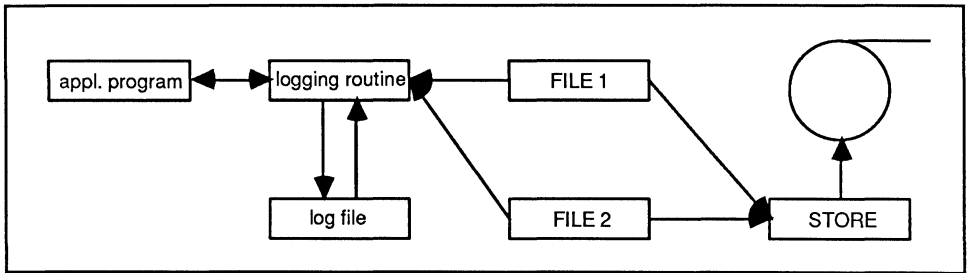 appl. program
logging routine
FILE 1
log file
FILE 2
STORE